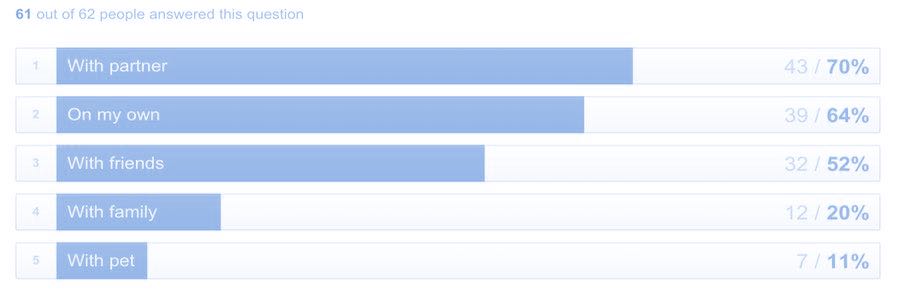 61 out of 62 people answered this question
1 With partner 43 / 70%
2 On my own 39 / 64%
3 With friends 32 / 52%
4 With family 12 / 20%
5 With pet 7 / 11%